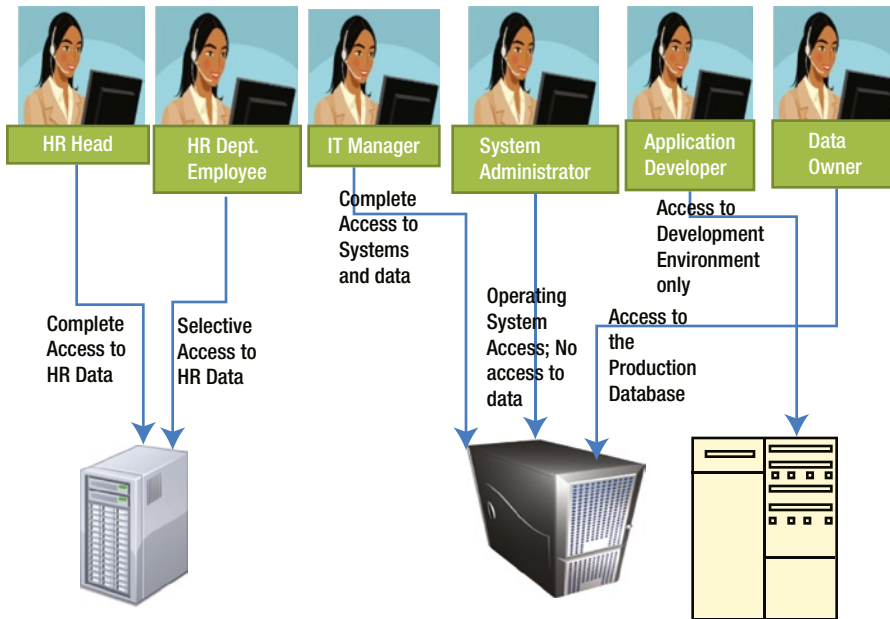 HR Head
HR Dept.
Employee
IT Manager
System
Administrator
Application
Developer
Data
Owner
Complete
Access to
Systems
and data
Access to
Development
Environment
only
Complete
Access to
HR Data
Selective
Access to
HR Data
Operating
System
Access; No
access to
data
Access to
the
Production
Database